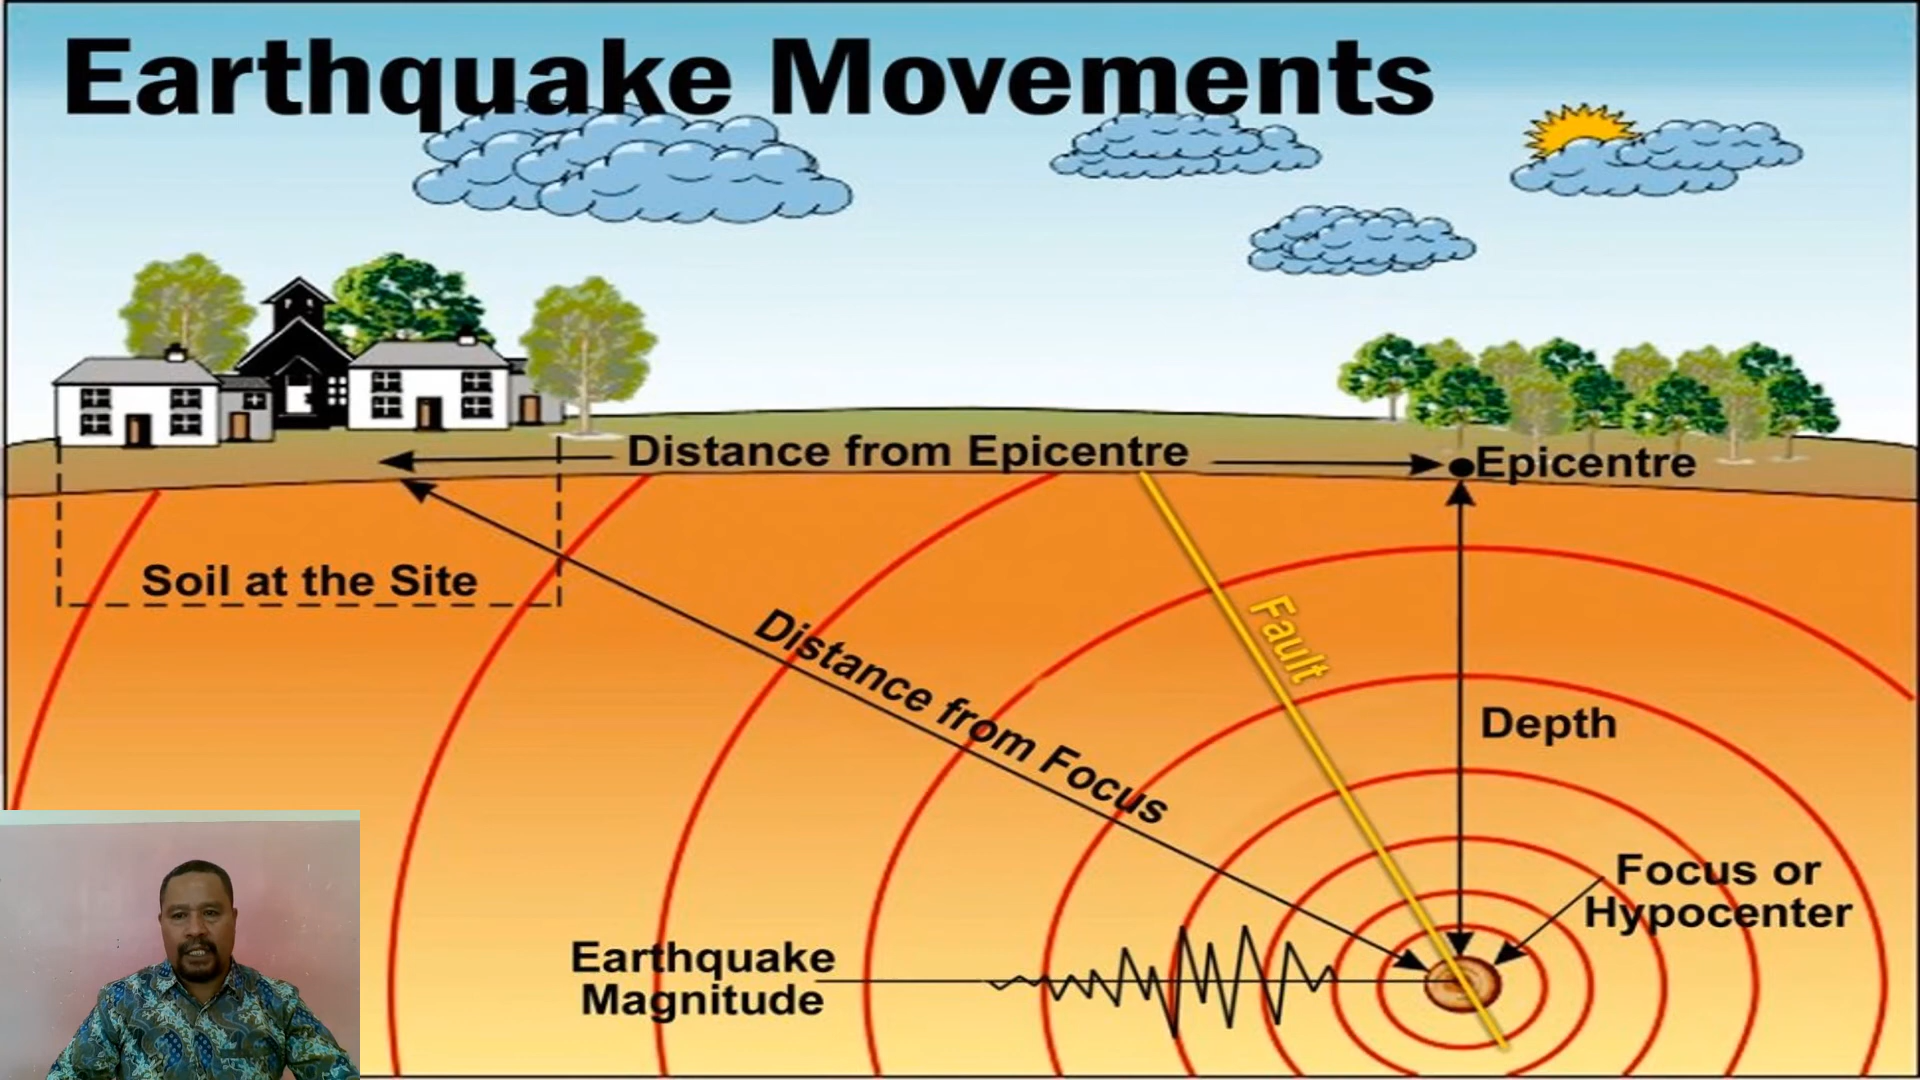 Earthquake Movements
Distance from Epicentre
Epicentre
Soil at the Site
Distance from Focus
Fault
Depth
Focus or
Hypocenter
Earthquake
Magnitude